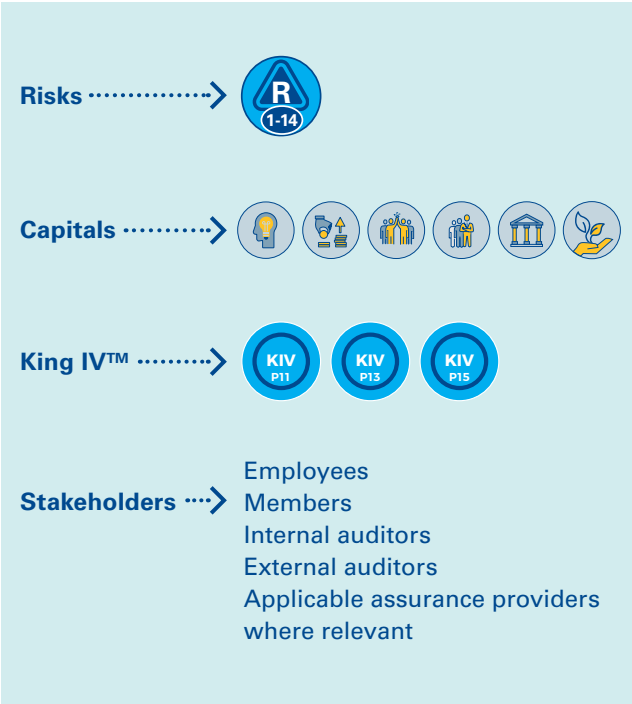 Risks
R
1-14
Capitals
King IV™
KIV
P11
KIV
P13
KIV
P15
Stakeholders
Employees
Members
Internal auditors
External auditors
Applicable assurance providers
where relevant